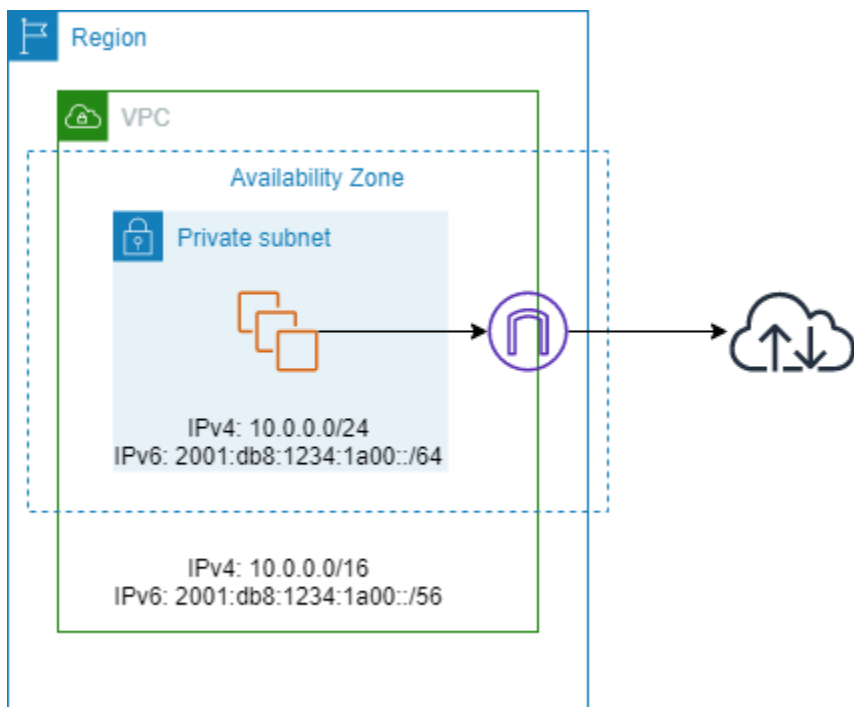 Region
VPC
Availability Zone
Private subnet
IPv4: 10.0.0.0/24
IPv6: 2001:db8:1234:1a00::/64
IPv4: 10.0.0.0/16
IPv6: 2001:db8:1234:1a00::/56